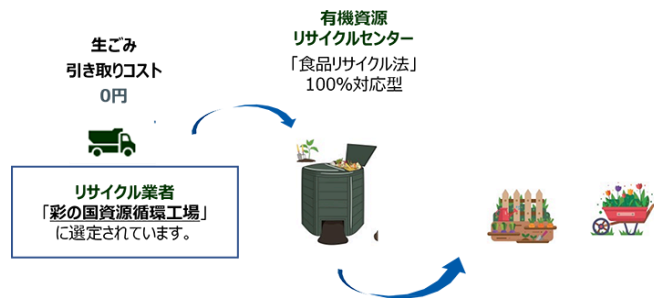 生ごみ
引き取りコスト
0円
有機資源
リサイクルセンター
「食品リサイクル法」
100%対応型
リサイクル業者
「彩の国資源循環工場」
に選定されています。